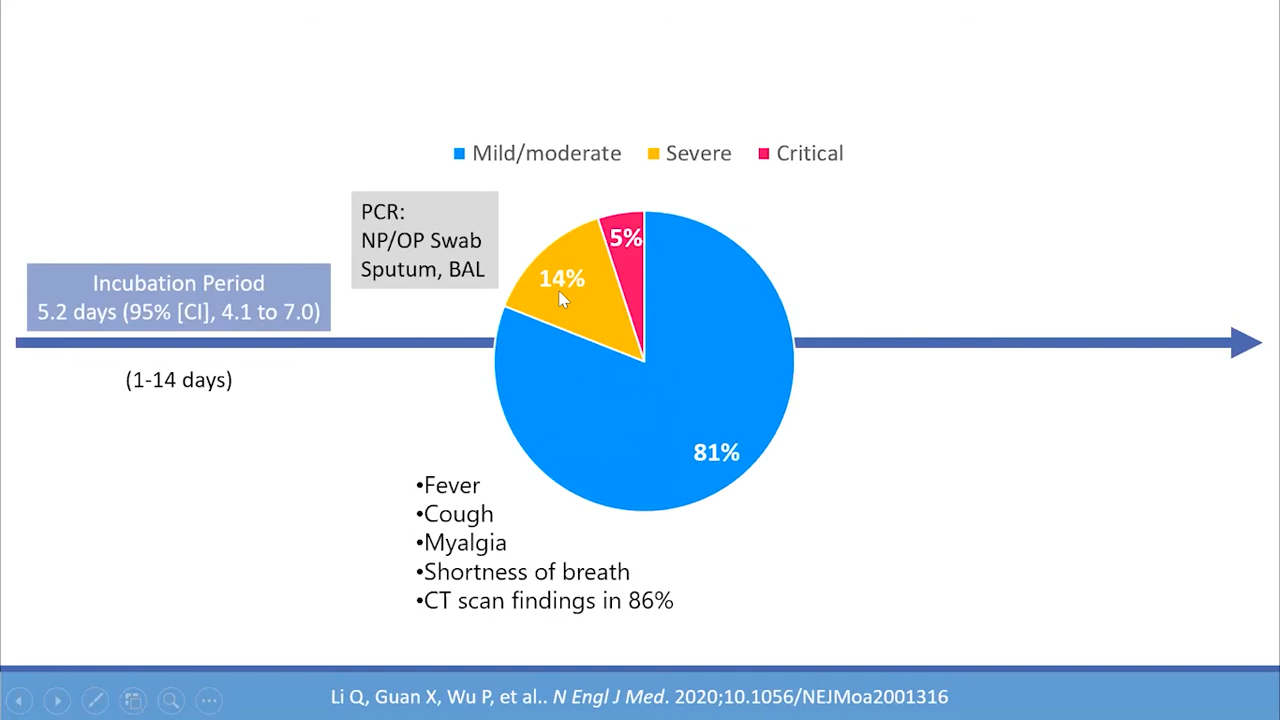 Mild/moderate Severe Critical
PCR:
NP/OP Swab
Sputum, BAL
5%
14%
81%
Incubation Period
5.2 days (95% [CI], 4.1 to 7.0)
(1-14 days)
•Fever
•Cough
•Myalgia
•Shortness of breath
•CT scan findings in 86%
Li Q, Guan X, Wu P, et al.. N Engl J Med. 2020;10.1056/NEJMoa2001316